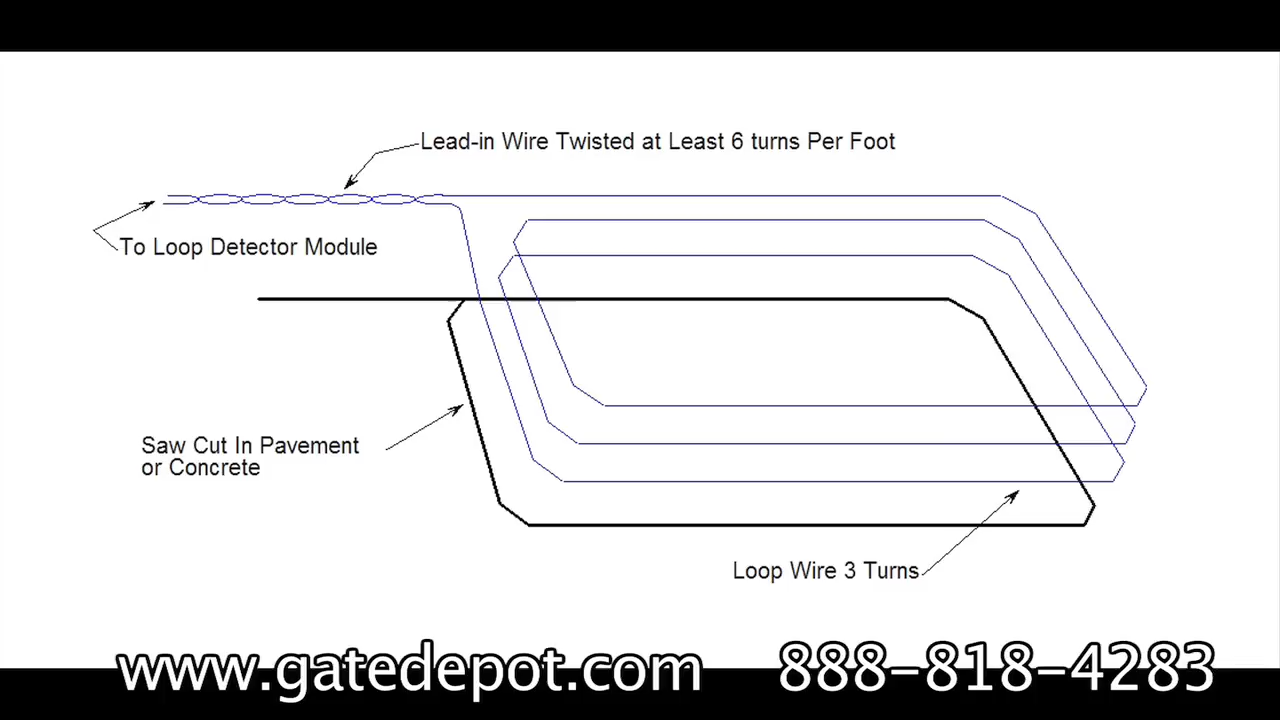 Lead-in Wire Twisted at Least 6 turns Per Foot
To Loop Detector Module
Saw Cut In Pavement
or Concrete
Loop Wire 3 Turns
www.gatedepot.com 888-818-4283